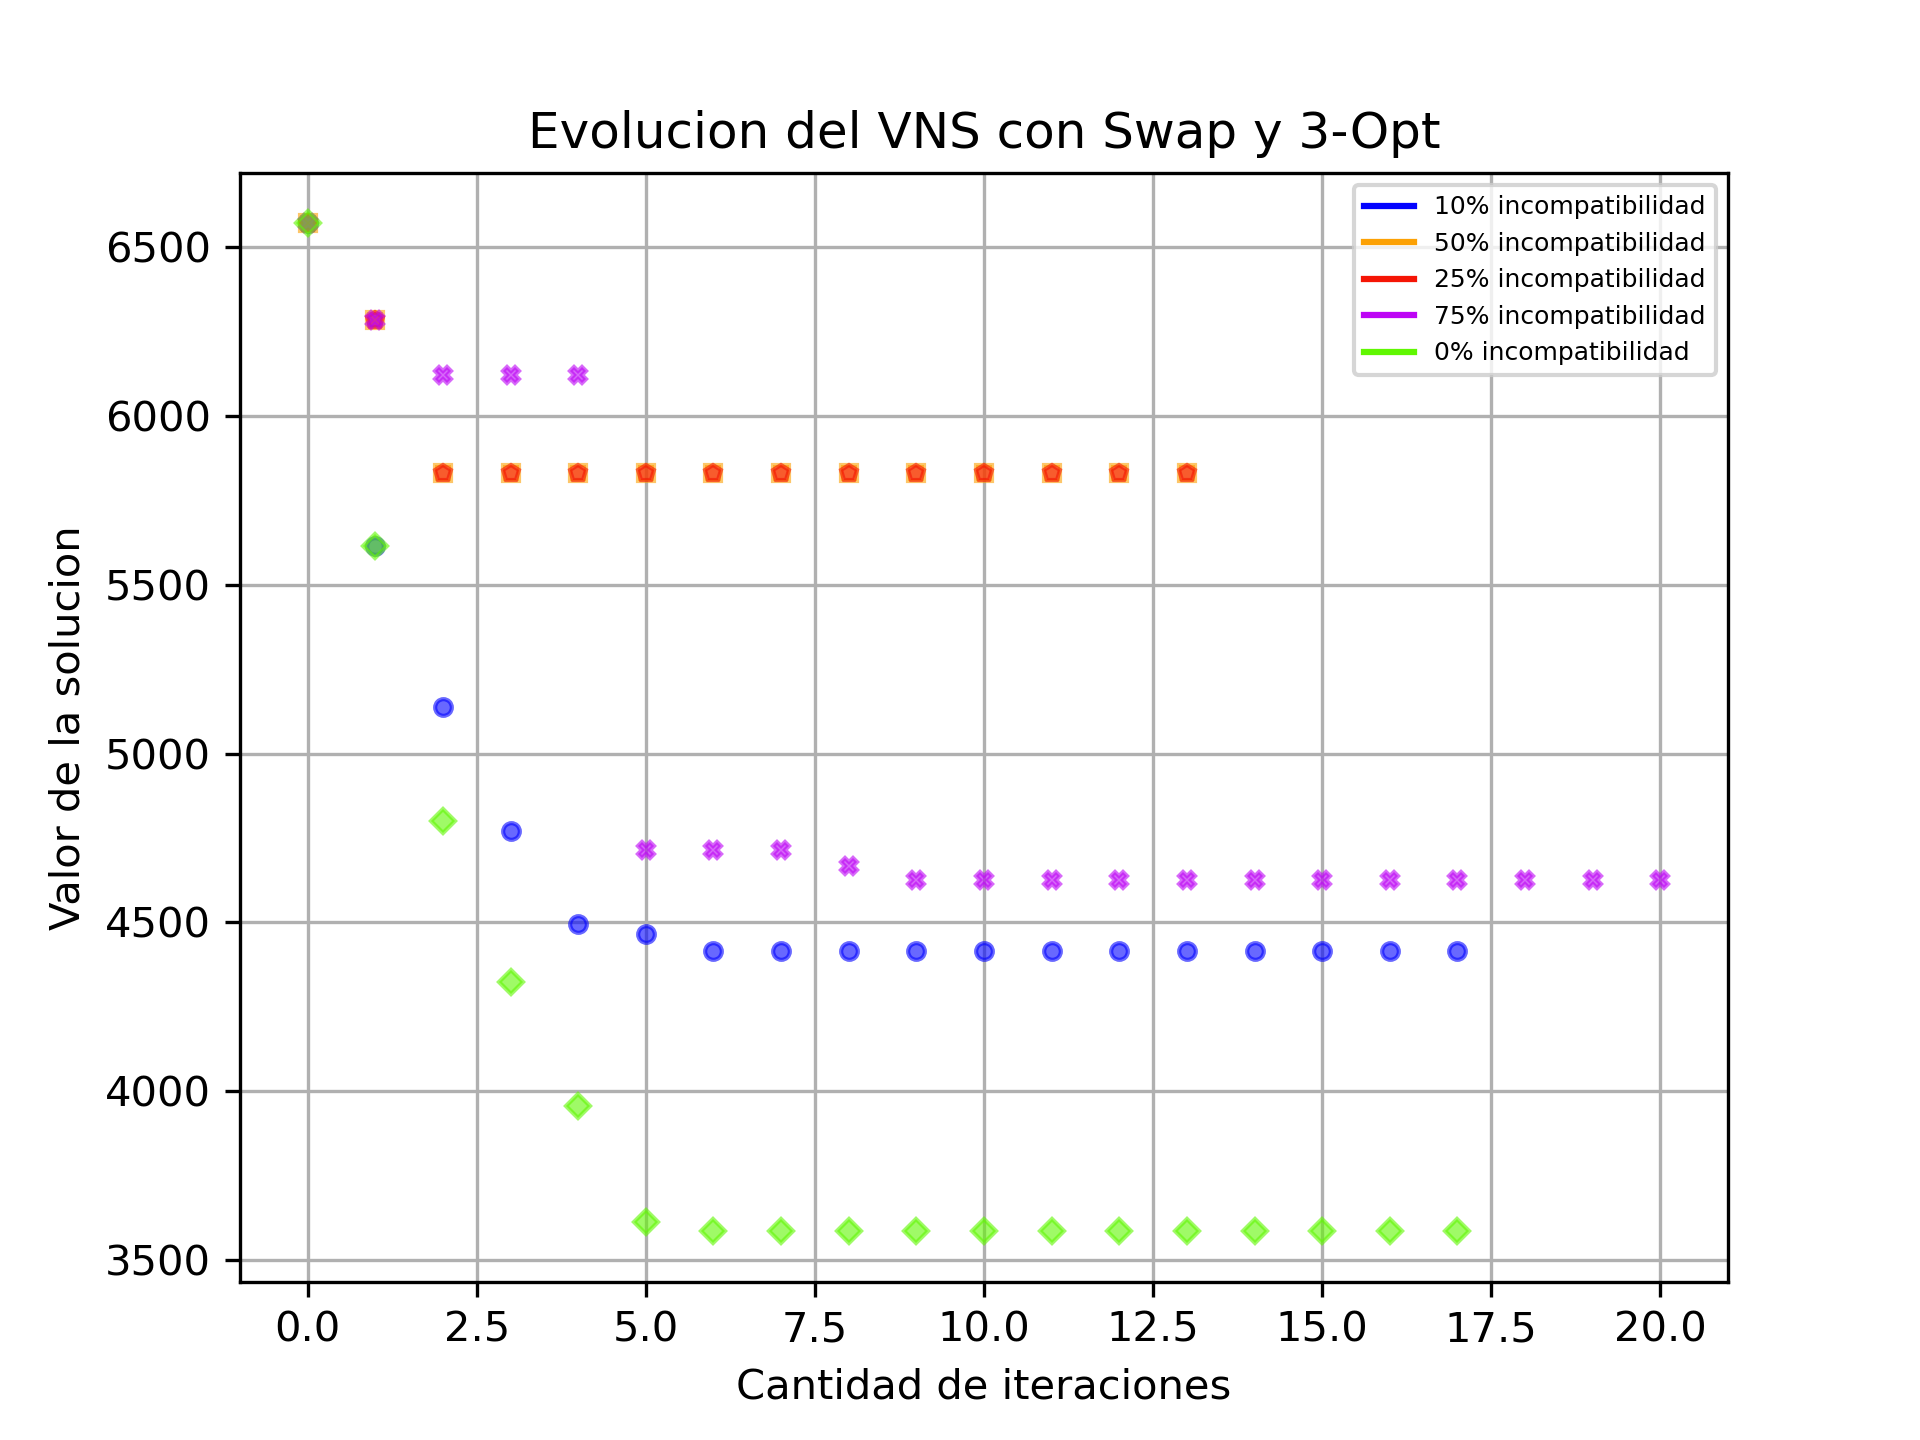 Evolucion del VNS con Swap y 3-Opt
10% incompatibilidad
50% incompatibilidad
25% incompatibilidad
75% incompatibilidad
0% incompatibilidad
Valor de la solucion
6500
6000
5500
5000
4500
4000
3500
0.0 2.5 5.0 7.5 10.0 12.5 15.0 17.5 20.0
Cantidad de iteraciones